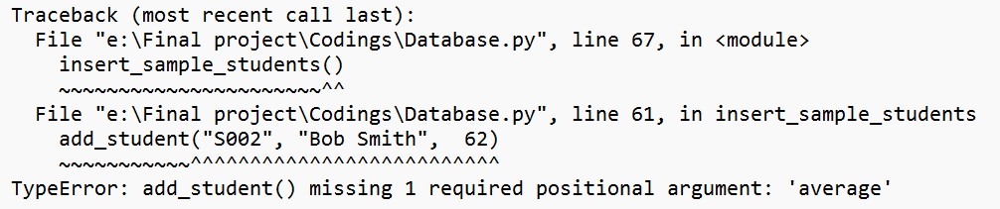 Traceback (most recent call last):
  File "e:\Final project\Codings\Database.py", line 67, in <module>
    insert_sample_students()
    ~~~~~~~~~~~~~~~~~~~~~~^^
  File "e:\Final project\Codings\Database.py", line 61, in insert_sample_students
    add_student("S002", "Bob Smith",  62)
    ~~~~~~~~~~~^^^^^^^^^^^^^^^^^^^^^^^^^^
TypeError: add_student() missing 1 required positional argument: 'average'